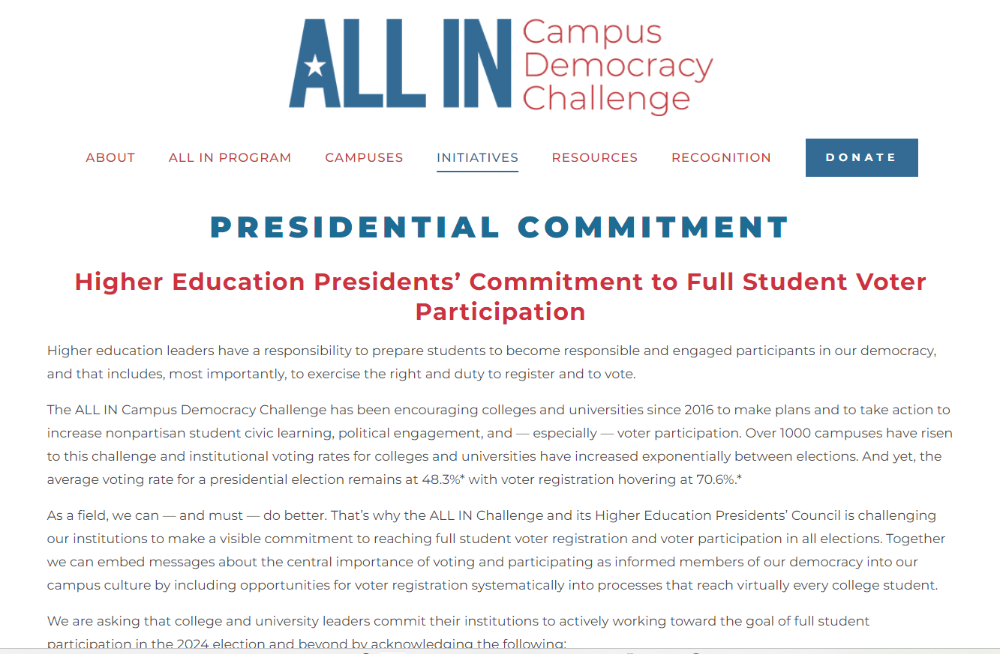 ALL IN Campus
Democracy
Challenge
ABOUT ALL IN PROGRAM CAMPUSES INITIATIVES RESOURCES RECOGNITION DONATE
PRESIDENTIAL COMMITMENT
Higher Education Presidents’ Commitment to Full Student Voter
Participation
Higher education leaders have a responsibility to prepare students to become responsible and engaged participants in our democracy,
and that includes, most importantly, to exercise the right and duty to register and to vote.
The ALL IN Campus Democracy Challenge has been encouraging colleges and universities since 2016 to make plans and to take action to
increase nonpartisan student civic learning, political engagement, and — especially — voter participation. Over 1000 campuses have risen
to this challenge and institutional voting rates for colleges and universities have increased exponentially between elections. And yet, the
average voting rate for a presidential election remains at 48.3%* with voter registration hovering at 70.6%.*
As a field, we can — and must — do better. That’s why the ALL IN Challenge and its Higher Education Presidents’ Council is challenging
our institutions to make a visible commitment to reaching full student voter registration and voter participation in all elections. Together
we can embed messages about the central importance of voting and participating as informed members of our democracy into our
campus culture by including opportunities for voter registration systematically into processes that reach virtually every college student.
We are asking that college and university leaders commit their institutions to actively working toward the goal of full student
participation in the 2024 election and beyond by acknowledging the following: